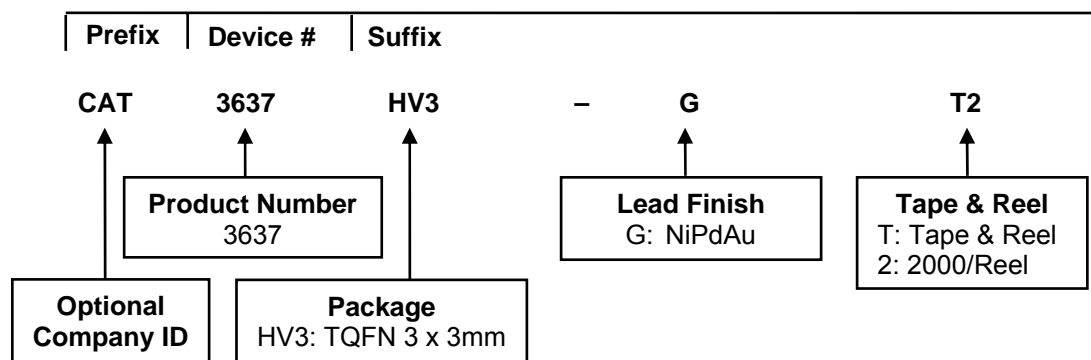 Prefix Device # Suffix
CAT 3637 HV3 – G T2
Product Number
3637
Lead Finish
G: NiPdAu
Tape & Reel
T: Tape & Reel
2: 2000/Reel
Optional
Company ID
Package
HV3: TQFN 3 x 3mm